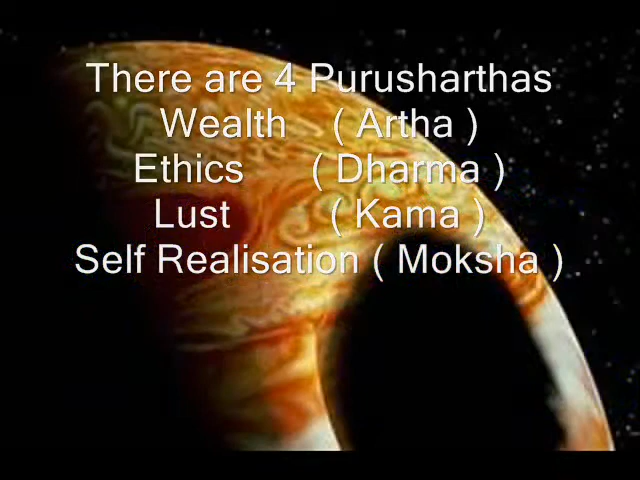 There are 4 Purusharthas
Wealth ( Artha )
Ethics ( Dharma )
Lust ( Kama )
Self Realisation ( Moksha )